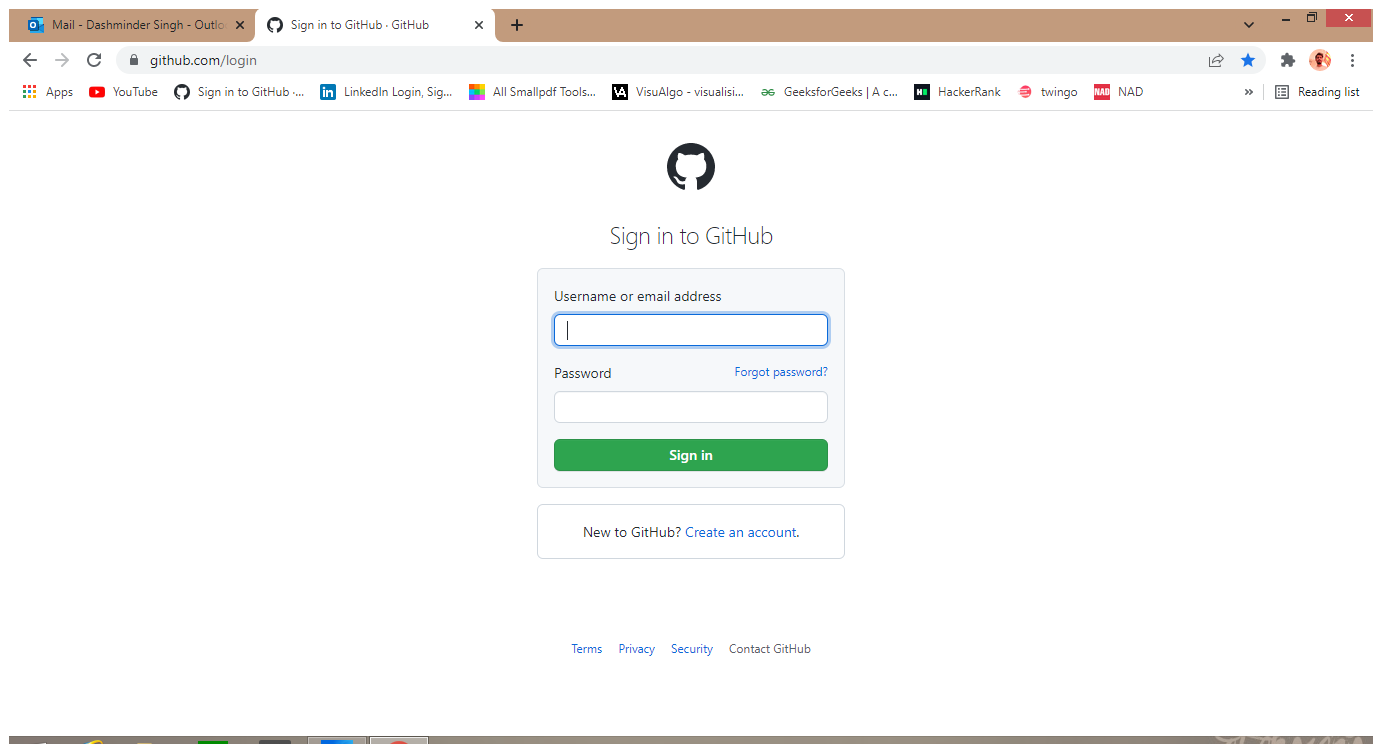 Mail - Dashminder Singh - Outlo
Sign in to GitHub · GitHub
github.com/login
Apps YouTube Sign in to GitHub ·... LinkedIn Login, Sig... All Smallpdf Tools... VisuAlgo - visualisi... GeeksforGeeks | A c... HackerRank twingo NAD NAD » Reading list
Sign in to GitHub
Username or email address
Password Forgot password?
Sign in
New to GitHub? Create an account.
Terms Privacy Security Contact GitHub